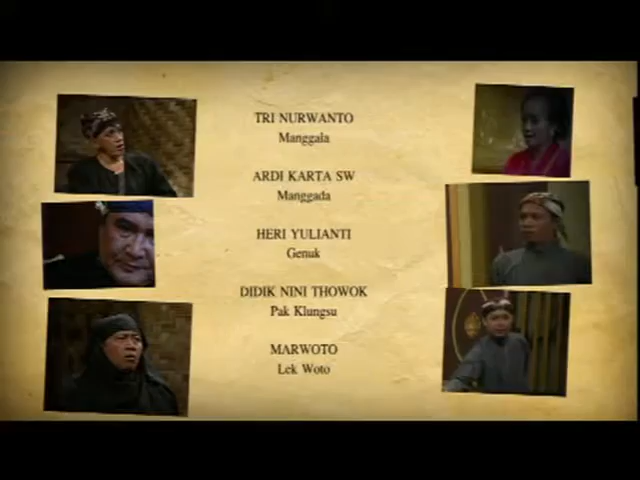 TRI NURWANTO
Manggala
ARDI KARTA SW
Manggada
HERI YULIANTI
Genuk
DIDIK NINI THOWOK
Pak Klungsu
MARWOTO
Lek Woto